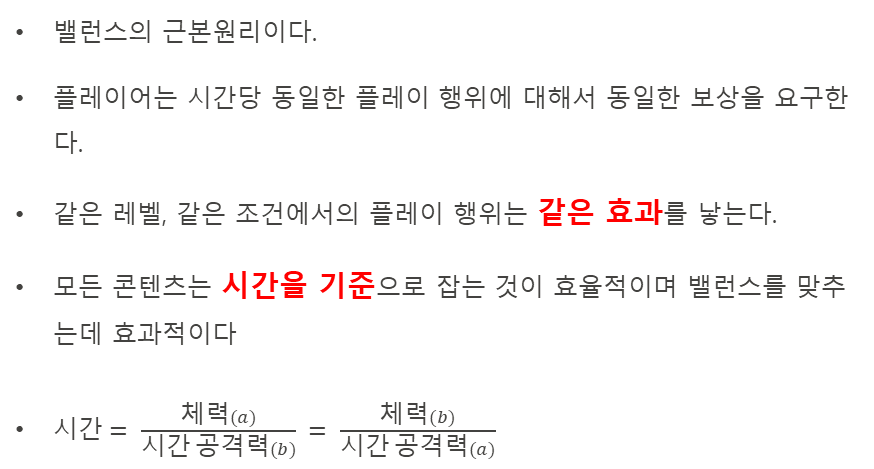 • 밸런스의 근본원리이다.
• 플레이어는 시간당 동일한 플레이 행위에 대해서 동일한 보상을 요구한
다.
• 같은 레벨, 같은 조건에서의 플레이 행위는 같은 효과를 낳는다.
• 모든 콘텐츠는 시간을 기준으로 잡는 것이 효율적이며 밸런스를 맞추
는데 효과적이다
• 시간 = 체력(a) / 시간 공격력(b) = 체력(b) / 시간 공격력(a)